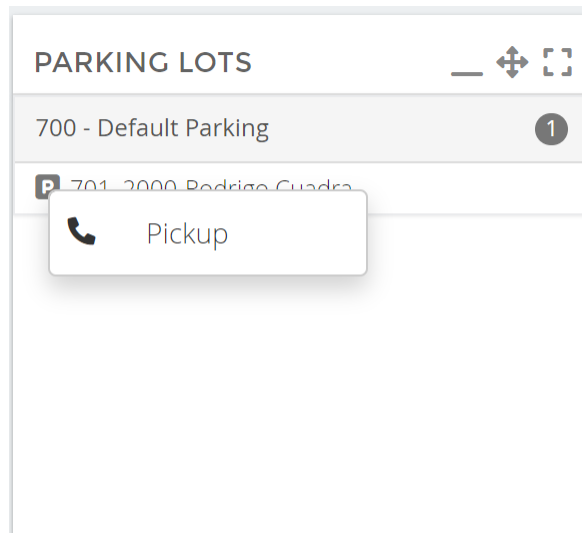 PARKING LOTS
700 - Default Parking
1
P 701 2000 Rodrigo Cuadra
Pickup